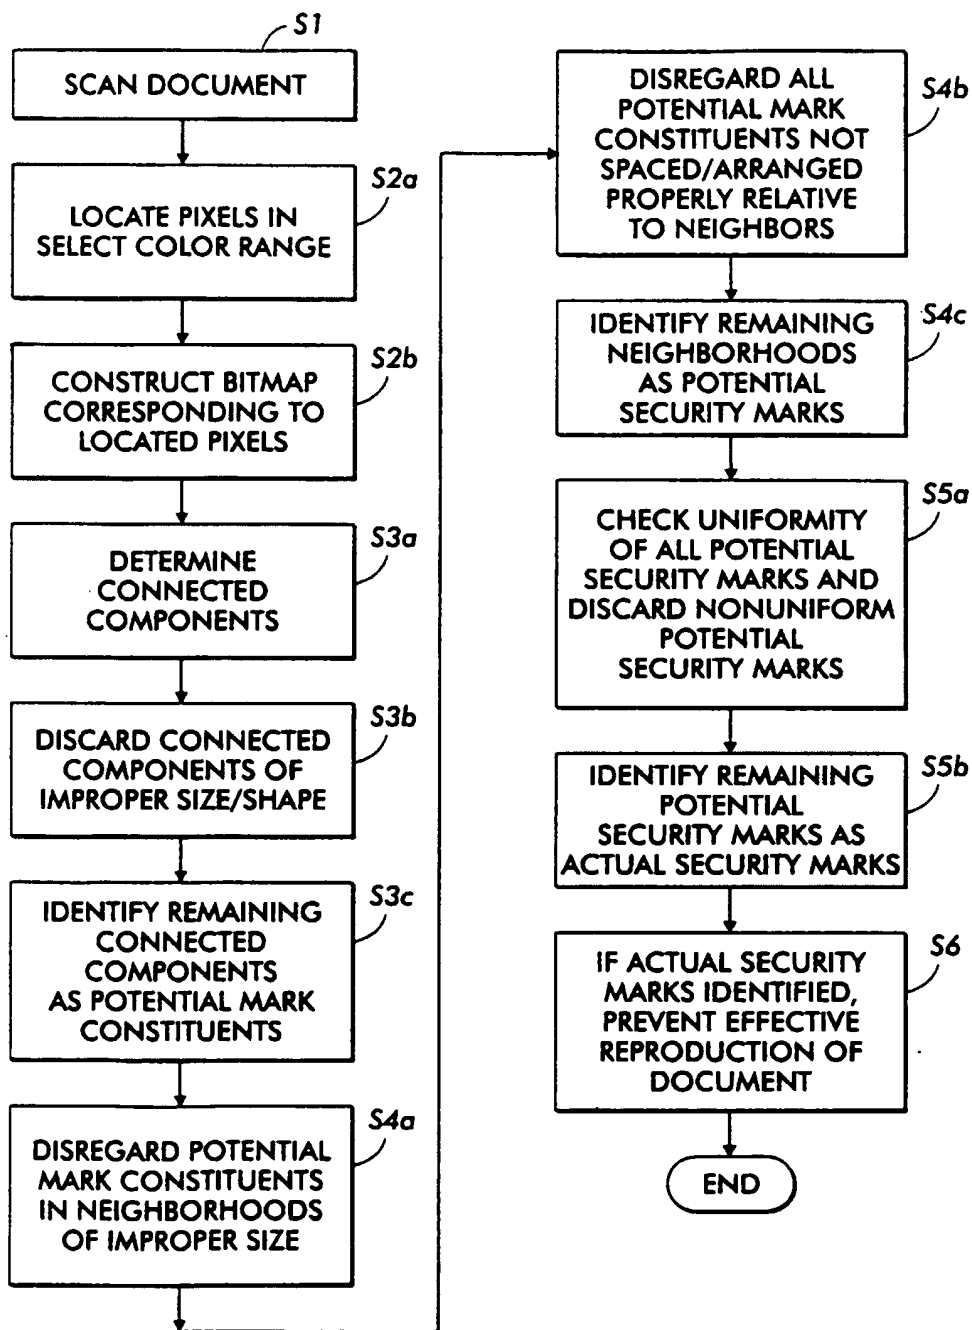 S1
SCAN DOCUMENT
S2a
LOCATE PIXELS IN
SELECT COLOR RANGE
S2b
CONSTRUCT BITMAP
CORRESPONDING TO
LOCATED PIXELS
S3a
DETERMINE
CONNECTED
COMPONENTS
S3b
DISCARD CONNECTED
COMPONENTS OF
IMPROPER SIZE/SHAPE
S3c
IDENTIFY REMAINING
CONNECTED
COMPONENTS
AS POTENTIAL MARK
CONSTITUENTS
S4a
DISREGARD POTENTIAL
MARK CONSTITUENTS
IN NEIGHBORHOODS
OF IMPROPER SIZE
S4b
DISREGARD ALL
POTENTIAL MARK
CONSTITUENTS NOT
SPACED/ARRANGED
PROPERLY RELATIVE
TO NEIGHBORS
S4c
IDENTIFY REMAINING
NEIGHBORHOODS
AS POTENTIAL
SECURITY MARKS
S5a
CHECK UNIFORMITY
OF ALL POTENTIAL
SECURITY MARKS AND
DISCARD NONUNIFORM
POTENTIAL
SECURITY MARKS
S5b
IDENTIFY REMAINING
POTENTIAL
SECURITY MARKS AS
ACTUAL SECURITY MARKS
S6
IF ACTUAL SECURITY
MARKS IDENTIFIED,
PREVENT EFFECTIVE
REPRODUCTION OF
DOCUMENT
END